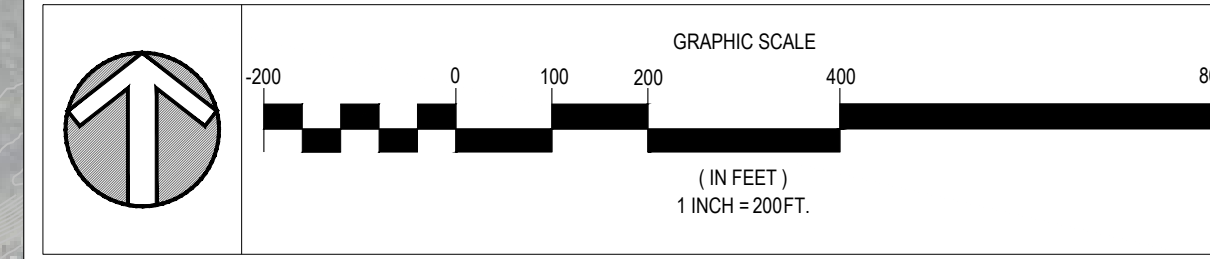 GRAPHIC SCALE
-200 0 100 200 400
( IN FEET )
1 INCH = 200FT.